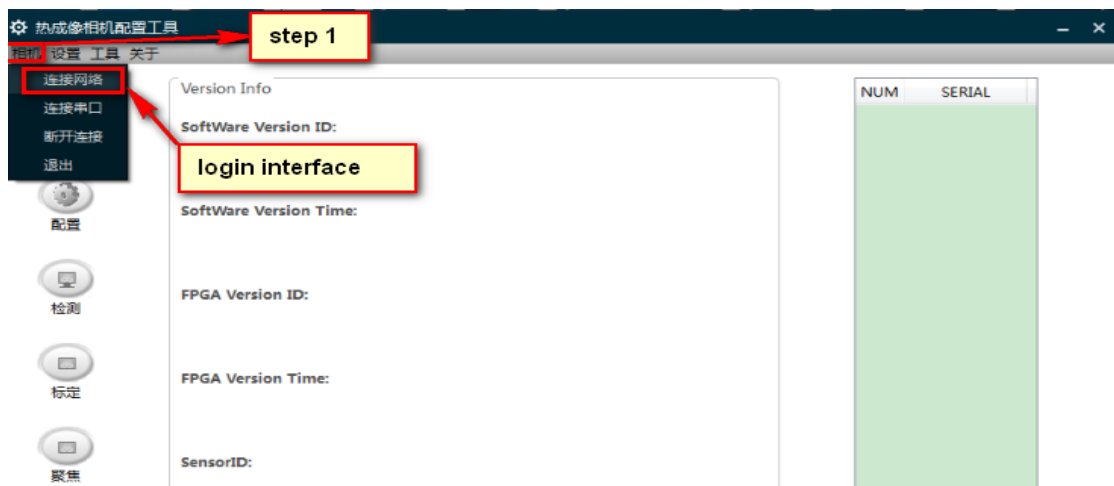 热成像相机配置工具
step 1
相机 设置 工具 关于
连接网络
连接串口
断开连接
退出
login interface
配置
检测
标定
聚焦
Version Info
SoftWare Version ID:
SoftWare Version Time:
FPGA Version ID:
FPGA Version Time:
SensorID:
NUM SERIAL